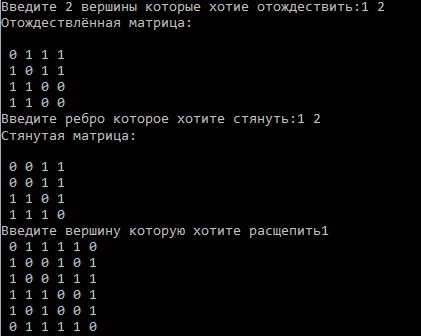 Введите 2 вершины которые хотие отождествить:1 2
Отождествлённая матрица:
0 1 1 1
1 0 1 1
1 1 0 0
1 1 0 0
Введите ребро которое хотите стянуть:1 2
Стянутая матрица:
0 0 1 1
0 0 1 1
1 1 0 1
1 1 1 0
Введите вершину которую хотите расщепить1
0 1 1 1 1 0
1 0 0 1 0 1
1 0 0 1 1 1
1 1 1 0 0 1
1 0 1 0 0 1
0 1 1 1 1 0